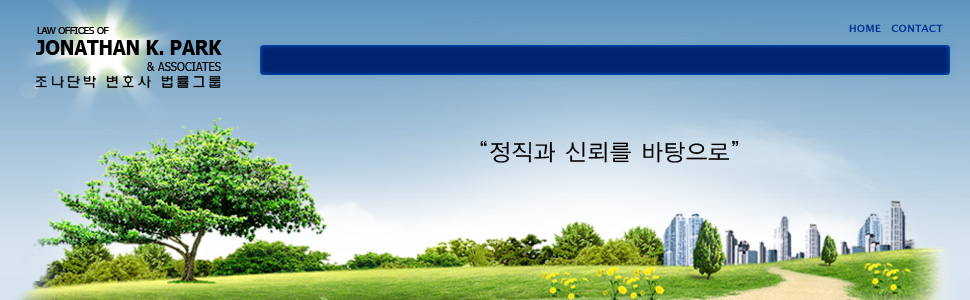 LAW OFFICES OF
JONATHAN K. PARK
& ASSOCIATES
조나단박 변호사 법률그룹
HOME CONTACT
“정직과 신뢰를 바탕으로”